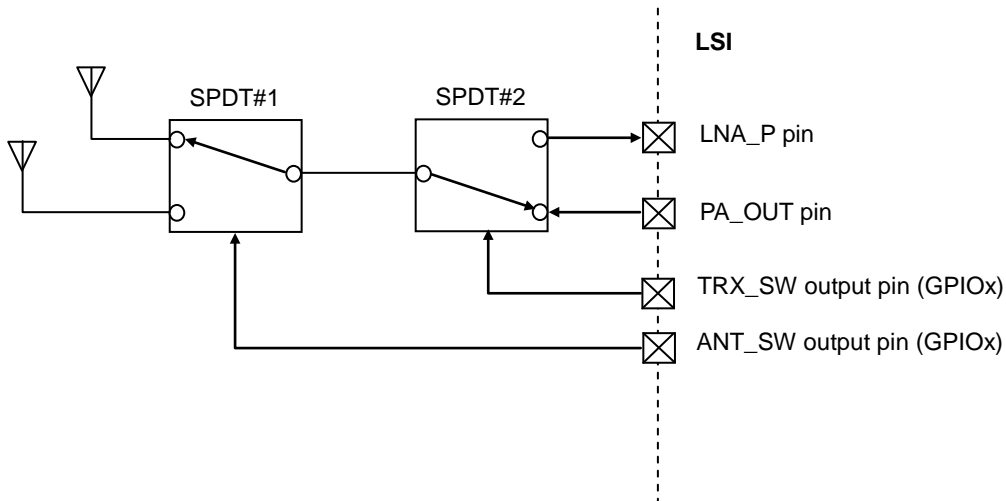 LSI
SPDT#1
SPDT#2
LNA_P pin
PA_OUT pin
TRX_SW output pin (GPIOx)
ANT_SW output pin (GPIOx)